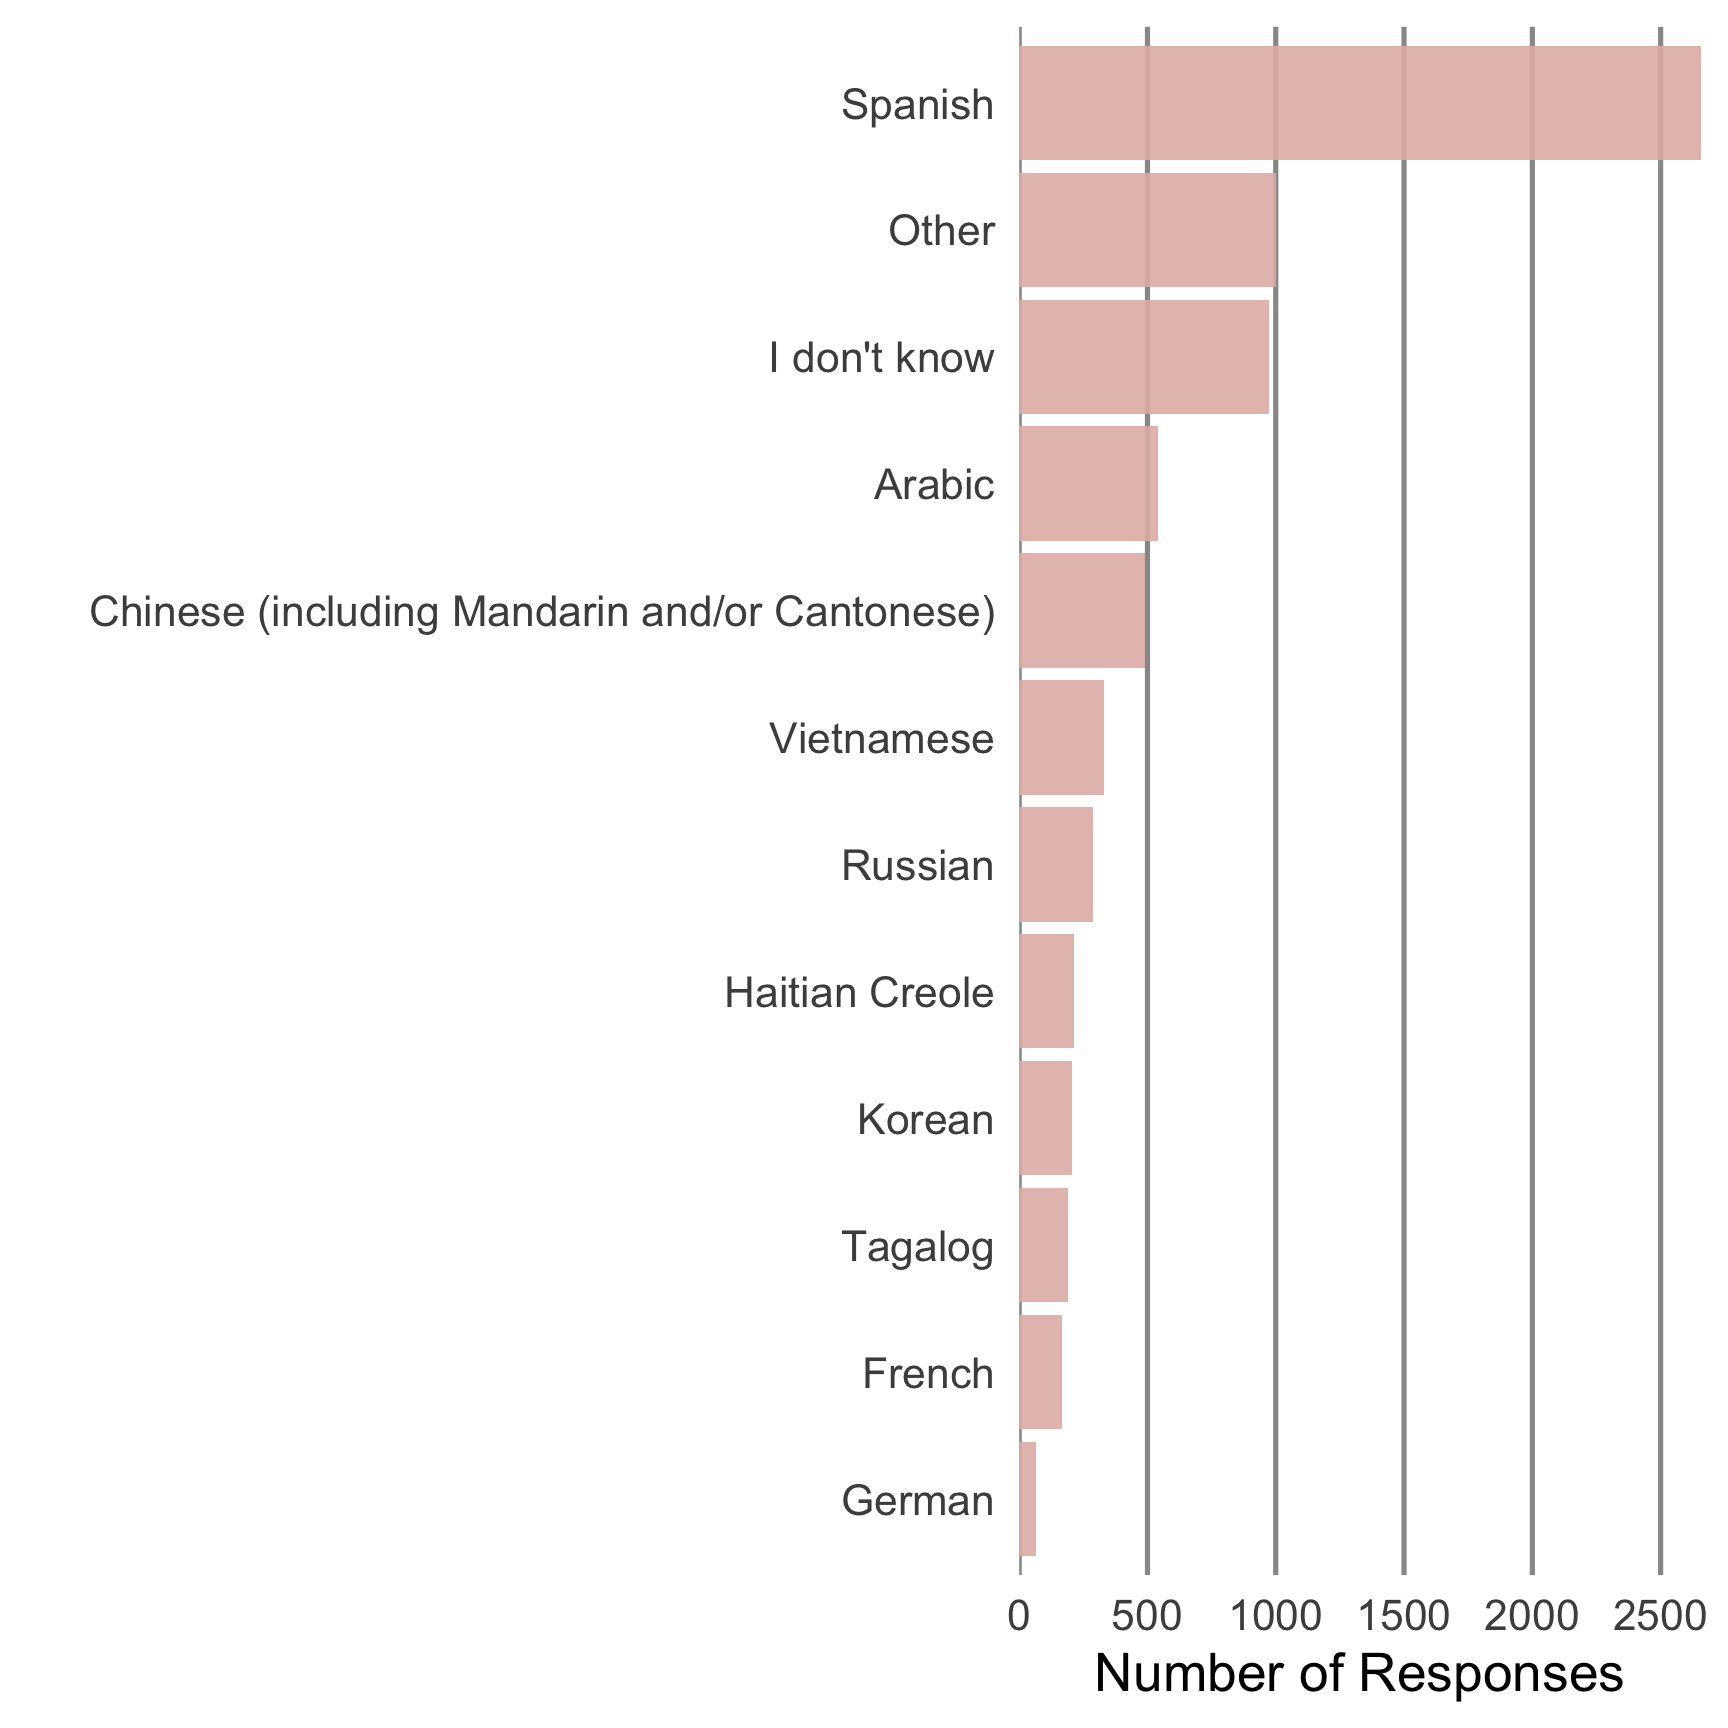 Spanish
Other
I don't know
Arabic
Chinese (including Mandarin and/or Cantonese)
Vietnamese
Russian
Haitian Creole
Korean
Tagalog
French
German
0 500 1000 1500 2000 2500
Number of Responses